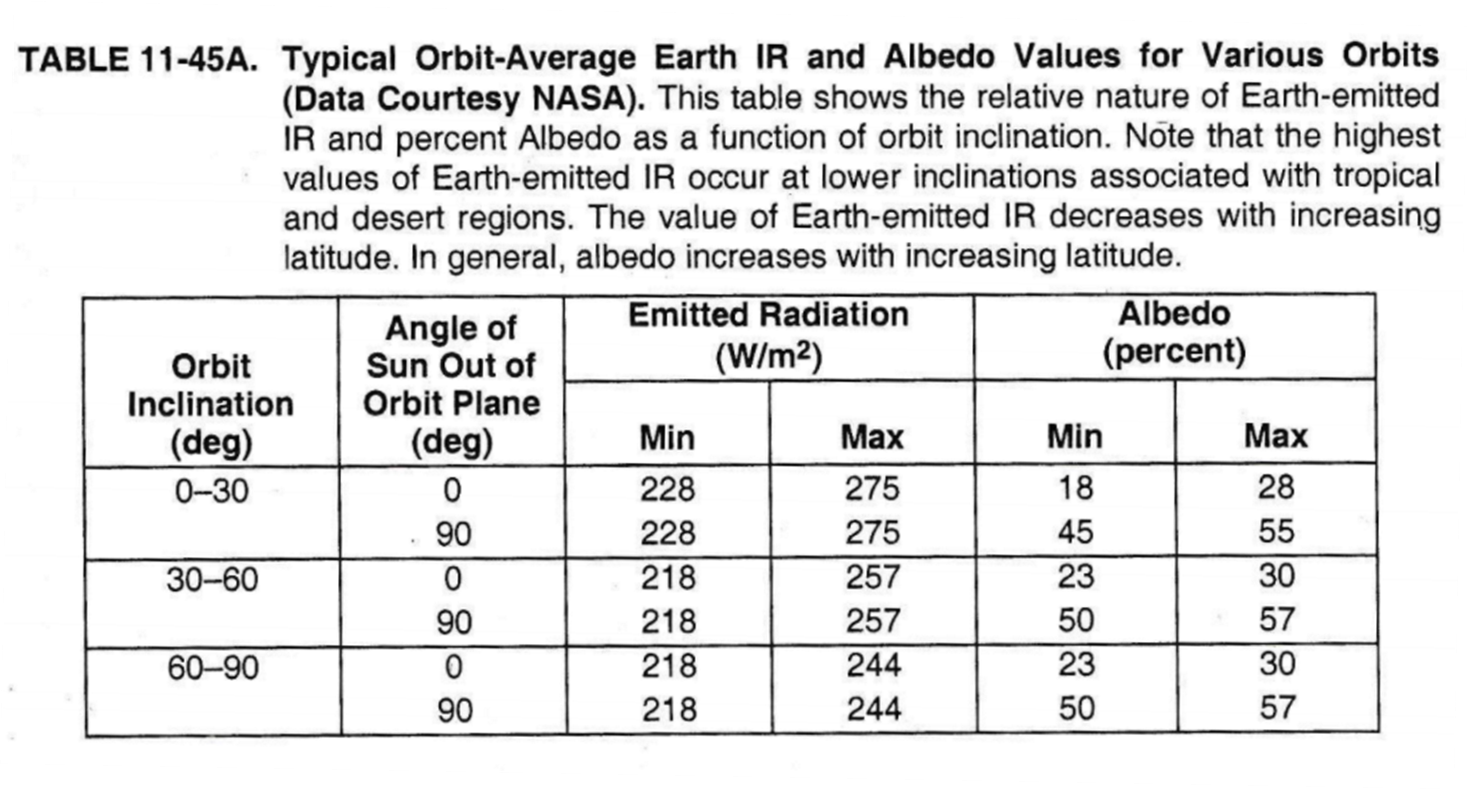 TABLE 11-45A. Typical Orbit-Average Earth IR and Albedo Values for Various Orbits
(Data Courtesy NASA). This table shows the relative nature of Earth-emitted
IR and percent Albedo as a function of orbit inclination. Note that the highest
values of Earth-emitted IR occur at lower inclinations associated with tropical
and desert regions. The value of Earth-emitted IR decreases with increasing
latitude. In general, albedo increases with increasing latitude.
Orbit Inclination (deg) Angle of Sun Out of Orbit Plane (deg) Emitted Radiation (W/m²) Albedo (percent)
Min Max Min Max
0–30 0 228 275 18 28
90 228 275 45 55
30–60 0 218 257 23 30
90 218 257 50 57
60–90 0 218 244 23 30
90 218 244 50 57